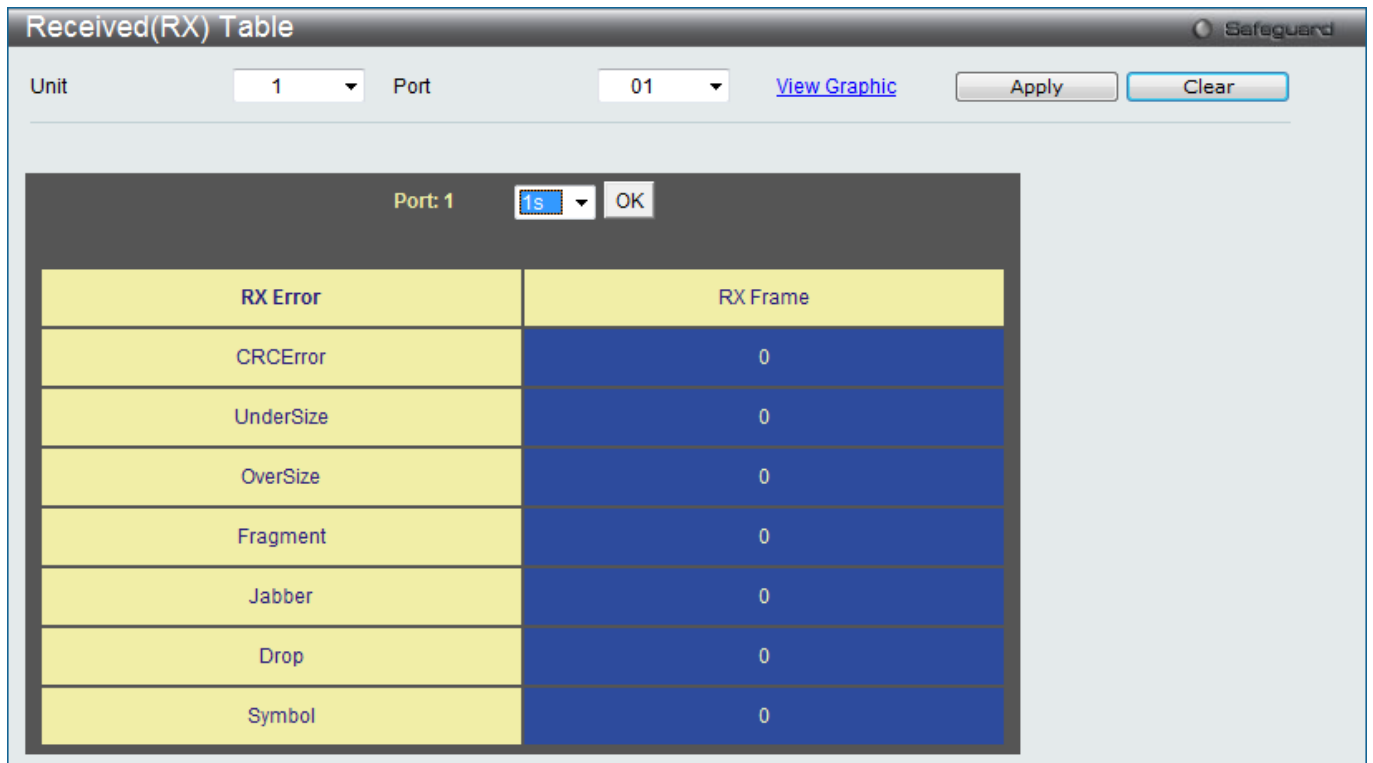 Received(RX) Table
Safeguard
Unit 1 Port 01 View Graphic Apply Clear
Port: 1 1s OK
RX Error RX Frame
CRCError 0
UnderSize 0
OverSize 0
Fragment 0
Jabber 0
Drop 0
Symbol 0